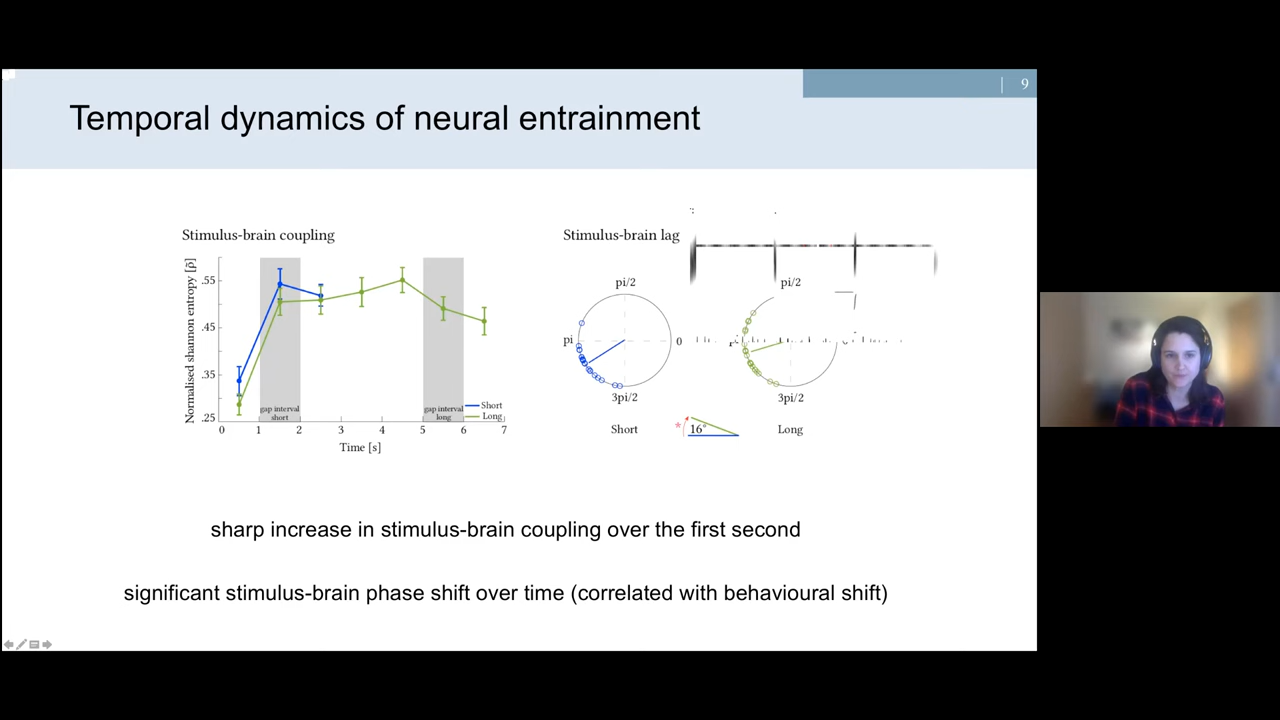 9
Temporal dynamics of neural entrainment
Stimulus-brain coupling
Normalised shannon entropy [ρ̃]
.55
.45
.35
.25
gap interval
short
gap interval
long
Short
Long
0 1 2 3 4 5 6 7
Time [s]
Stimulus-brain lag
pi/2
pi/2
pi
0
3pi/2
3pi/2
Short
* 16°
Long
sharp increase in stimulus-brain coupling over the first second
significant stimulus-brain phase shift over time (correlated with behavioural shift)